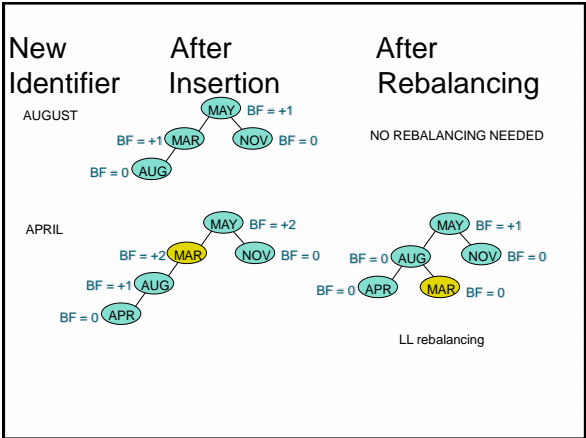 New After After
Identifier Insertion Rebalancing
AUGUST
MAY BF = +1
BF = +1 MAR NOV BF = 0
BF = 0 AUG
NO REBALANCING NEEDED
APRIL
MAY BF = +2
BF = +2 MAR NOV BF = 0
BF = +1 AUG
BF = 0 APR
MAY BF = +1
BF = 0 AUG NOV BF = 0
BF = 0 APR MAR BF = 0
LL rebalancing